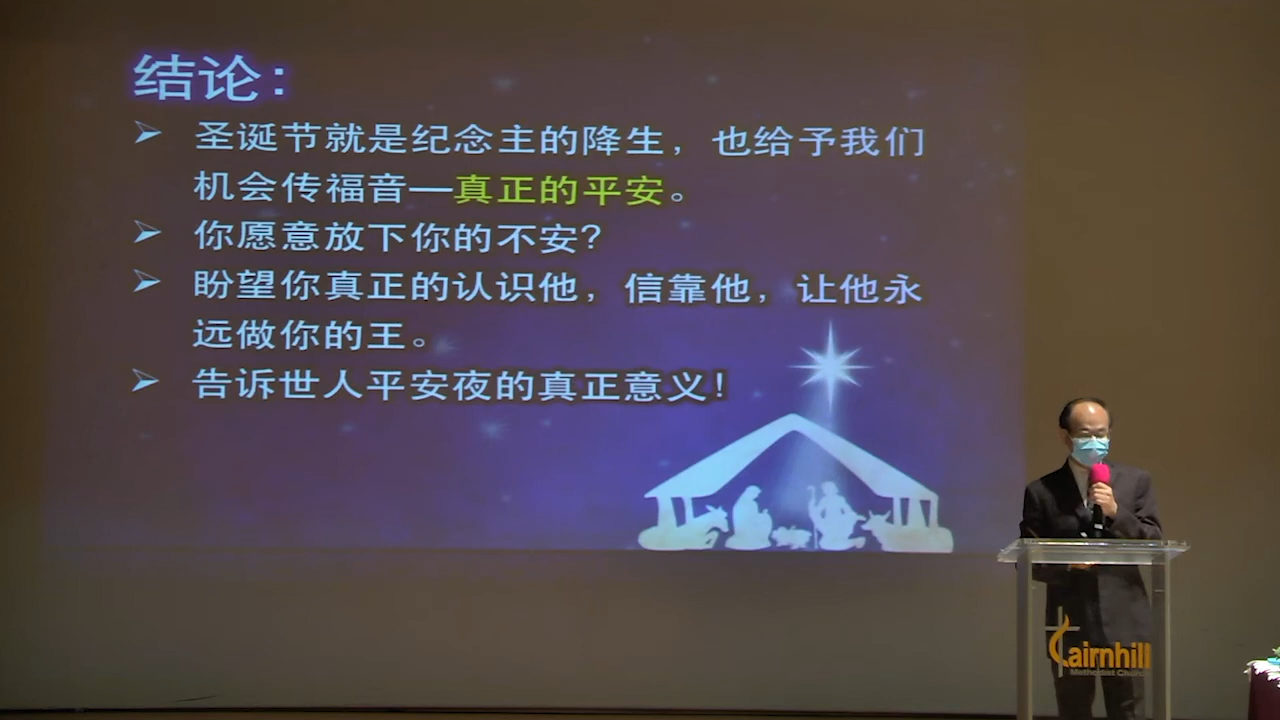 结论：
圣诞节就是纪念主的降生，也给予我们
机会传福音—真正的平安。
你愿意放下你的不安?
盼望你真正的认识他，信靠他，让他永
远做你的王。
告诉世人平安夜的真正意义！
Cairnhill
Methodist Church